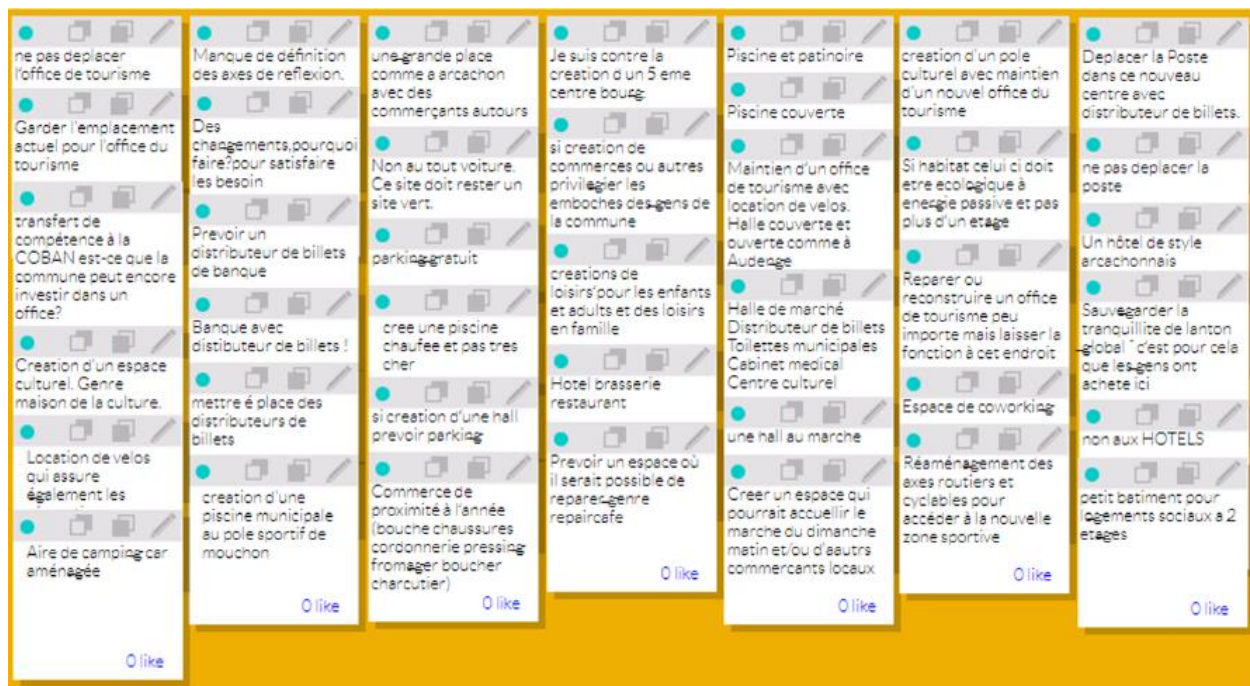 ne pas deplacer
l'office de tourisme
Garder l'emplacement
actuel pour l'office du
tourisme
transfert de
compétence à la
COBAN est-ce que la
commune peut encore
investir dans un
office?
Creation d'un espace
culturel. Genre
maison de la culture.
Location de velos
qui assure
également les
Aire de camping car
aménagée
0 like
Manque de définition
des axes de reflexion.
Des
changements,pourquoi
faire?pour satisfaire
les besoin
Prevoir un
distributeur de billets
de banque
Banque avec
distibuteur de billets !
mettre é place des
distributeurs de
billets
creation d'une
piscine municipale
au pole sportif de
mouchon
0 like
une grande place
comme a arcachon
avec des
commerçants autours
Non au tout voiture.
Ce site doit rester un
site vert.
parking gratuit
cree une piscine
chaufee et pas tres
cher
si creation d'une hall
prevoir parking
Commerce de
proximité à l'année
(bouche chaussures
cordonnerie pressing
fromager boucher
charcutier)
0 like
Je suis contre la
creation d un 5 eme
centre bourg
si creation de
commerces ou autres
privilegier les
emboches des gens de
la commune
creations de
loisirs'pour les enfants
et adults et des loisirs
en famille
Hotel brasserie
restaurant
Prevoir un espace où
il serait possible de
reparer genre
repaircafe
0 like
Piscine et patinoire
Piscine couverte
Maintien d'un office
de tourisme avec
location de velos.
Halle couverte et
ouverte comme à
Audenge
Halle de marché
Distributeur de billets
Toilettes municipales
Cabinet medical
Centre culturel
une hall au marche
Creer un espace qui
pourrait accuellir le
marche du dimanche
matin et/ou d'aautrs
commercants locaux
0 like
creation d'un pole
culturel avec maintien
d'un nouvel office du
tourisme
Si habitat celui ci doit
etre ecologique à
energie passive et pas
plus d'un etage
Reparer ou
reconstruire un office
de tourisme peu
importe mais laisser la
fonction à cet endroit
Espace de coworking
Réaménagement des
axes routiers et
cyclables pour
accéder à la nouvelle
zone sportive
0 like
Deplacer la Poste
dans ce nouveau
centre avec
distributeur de billets.
ne pas deplacer la
poste
Un hôtel de style
arcachonnais
Sauvegarder la
tranquillite de lanton
global ¨ c'est pour cela
que les gens ont
achete ici
non aux HOTELS
petit batiment pour
logements sociaux a 2
etages
0 like